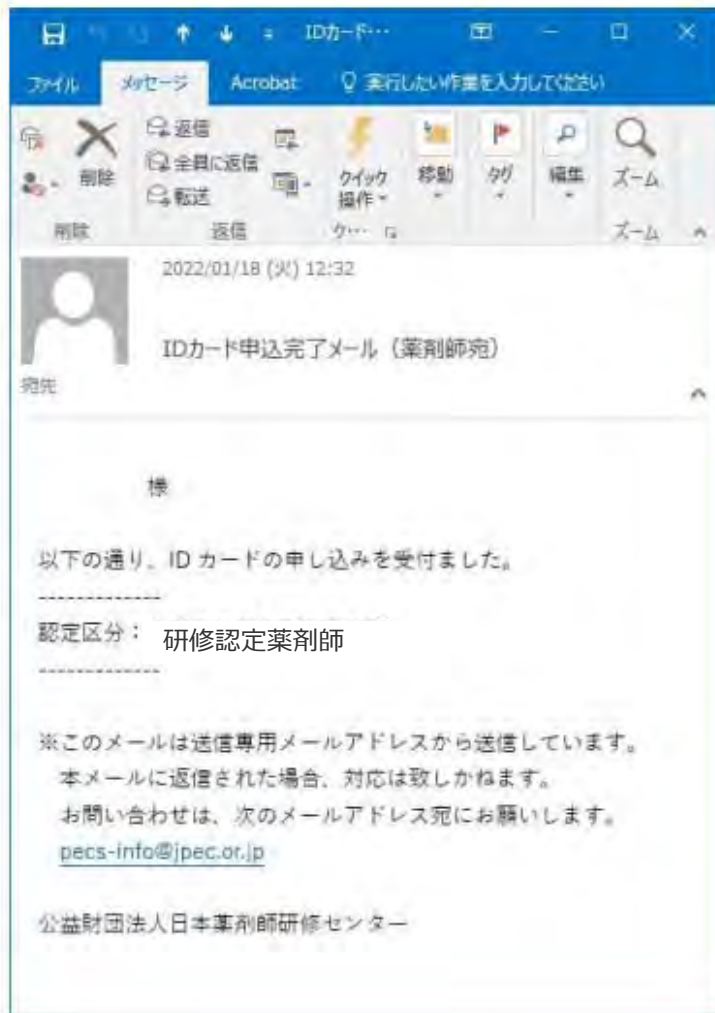 IDカード…
ファイル メッセージ Acrobat 実行したい作業を入力してください
削除
返信
全員に返信
転送
クイック操作
移動
タグ
編集
ズーム
削除 返信 ク… ズーム
2022/01/18 (火) 12:32
IDカード申込完了メール（薬剤師宛）
宛先
様
以下の通り、ID カードの申し込みを受付ました。
-------------
認定区分： 研修認定薬剤師
-------------
※このメールは送信専用メールアドレスから送信しています。
本メールに返信された場合、対応は致しかねます。
お問い合わせは、次のメールアドレス宛にお願いします。
pecs-info@jpec.or.jp
公益財団法人日本薬剤師研修センター